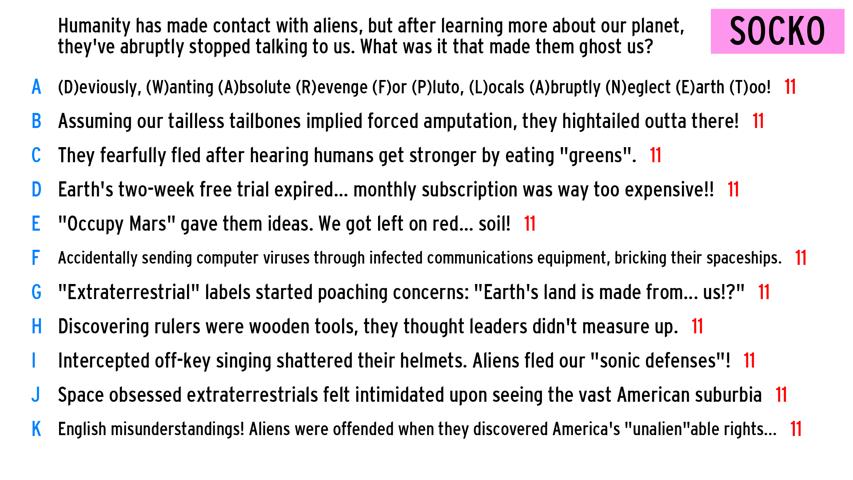 Humanity has made contact with aliens, but after learning more about our planet,
they've abruptly stopped talking to us. What was it that made them ghost us?
SOCKO
A (D)eviously, (W)anting (A)bsolute (R)evenge (F)or (P)luto, (L)ocals (A)bruptly (N)eglect (E)arth (T)oo! 11
B Assuming our tailless tailbones implied forced amputation, they hightailed outta there! 11
C They fearfully fled after hearing humans get stronger by eating "greens". 11
D Earth's two-week free trial expired... monthly subscription was way too expensive!! 11
E "Occupy Mars" gave them ideas. We got left on red... soil! 11
F Accidentally sending computer viruses through infected communications equipment, bricking their spaceships. 11
G "Extraterrestrial" labels started poaching concerns: "Earth's land is made from... us!?" 11
H Discovering rulers were wooden tools, they thought leaders didn't measure up. 11
I Intercepted off-key singing shattered their helmets. Aliens fled our "sonic defenses"! 11
J Space obsessed extraterrestrials felt intimidated upon seeing the vast American suburbia 11
K English misunderstandings! Aliens were offended when they discovered America's "unalien"able rights... 11